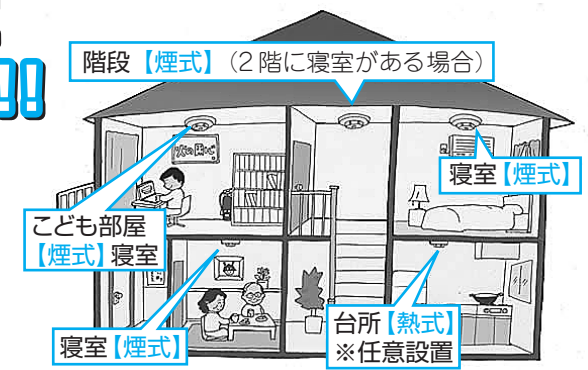 !!
階段【煙式】（２階に寝室がある場合）
寝室【煙式】
こども部屋
【煙式】寝室
寝室【煙式】
台所【熱式】
※任意設置